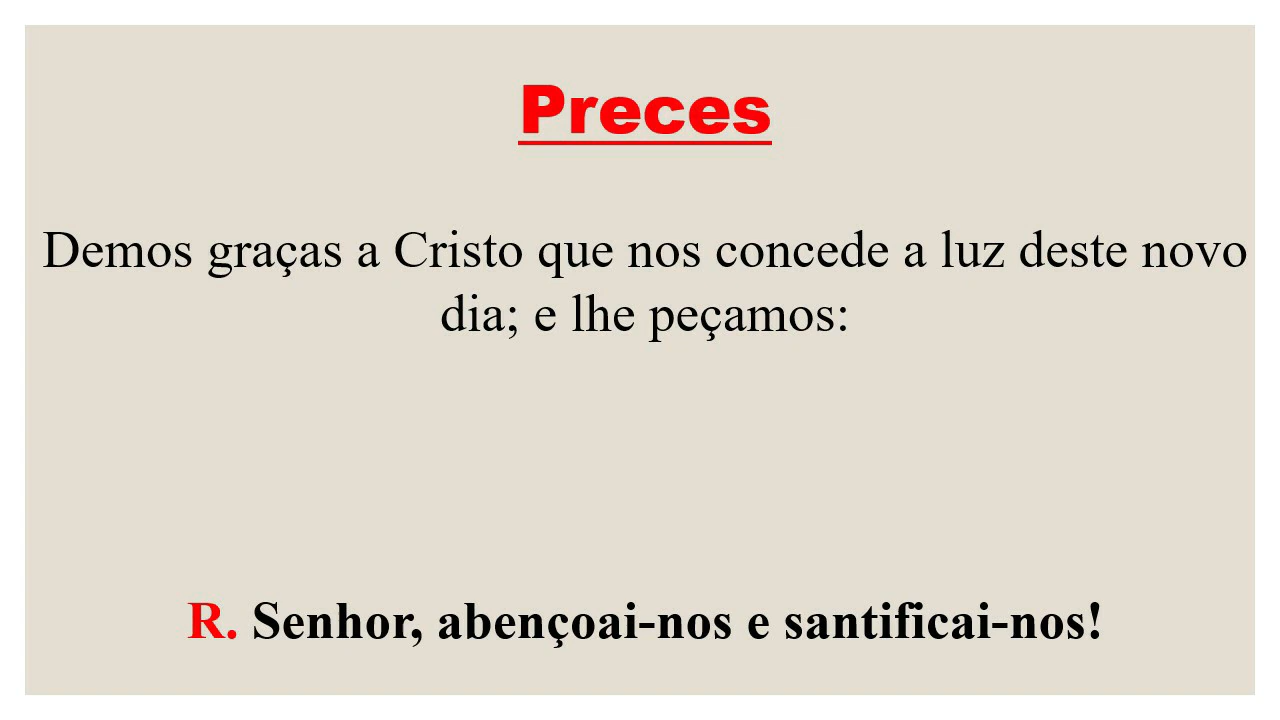 Preces
Demos graças a Cristo que nos concede a luz deste novo
dia; e lhe peçamos:
R. Senhor, abençoai-nos e santificai-nos!